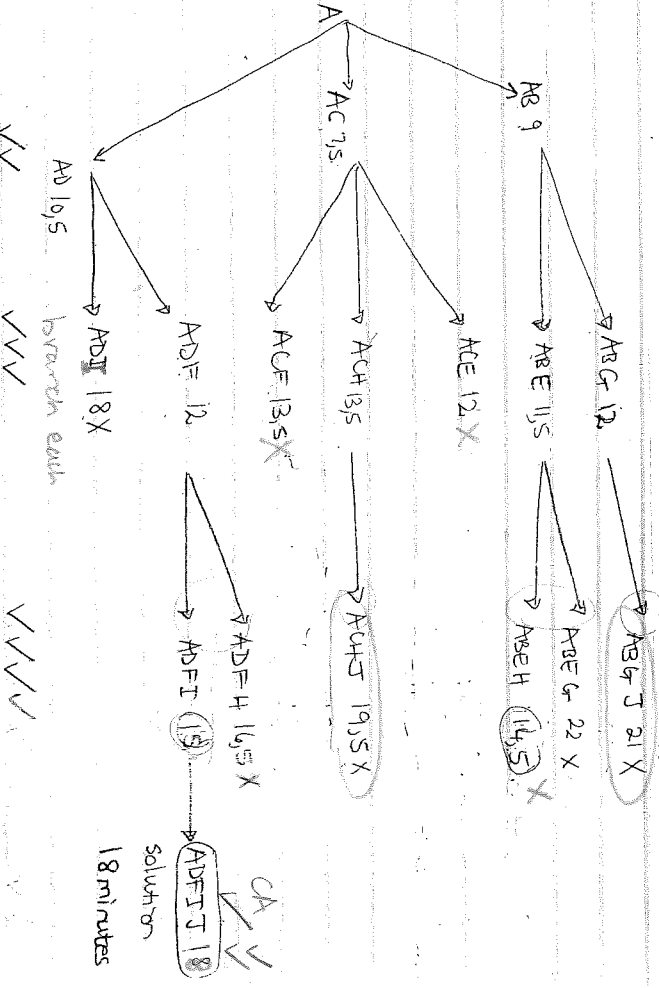 A
AB 9
AC 7,5
AD 10,5
ABG 12
ABE 11,5
ACE 12 X
ACH 13,5
ACF 13,5 X
ADF 12
ADI 18 X
branch each
ABGJ 21 X
ABEG 22 X
ABEH 14,5 X
ACHJ 19,5 X
ADFH 16,5 X
ADFI 15
ADFIJ 18
CA
solution
18 minutes